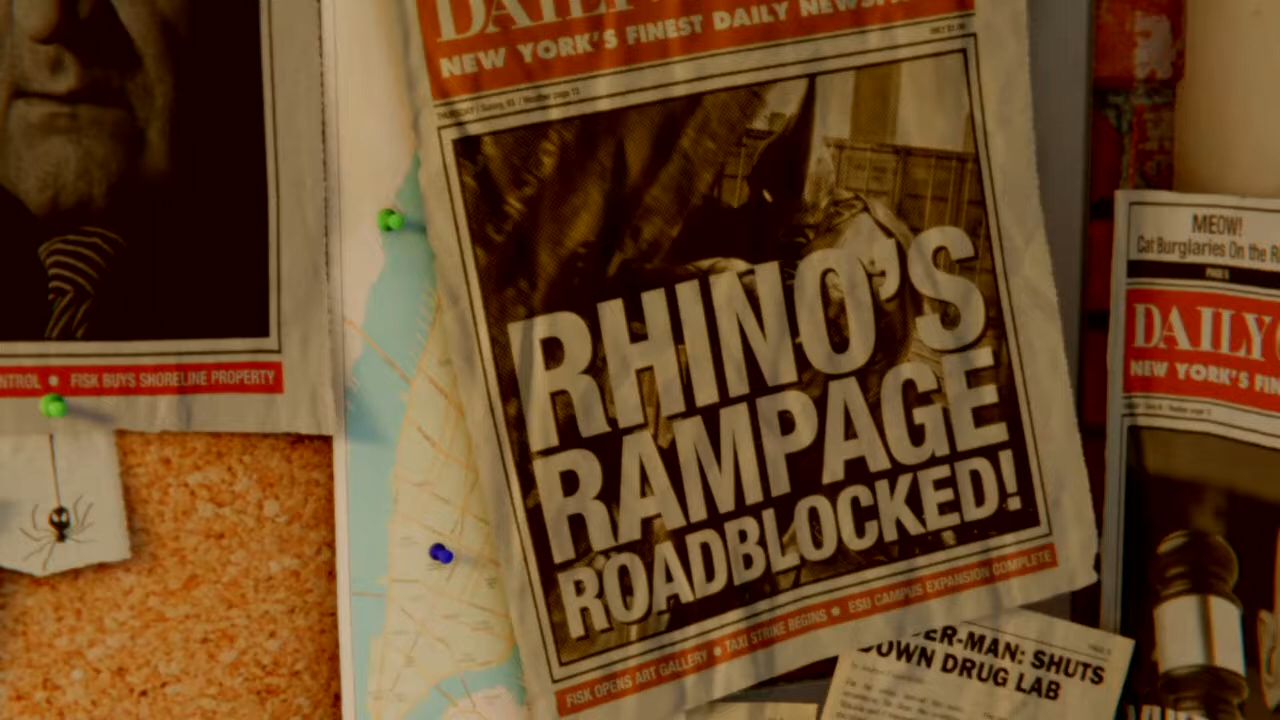 NTROL • FISK BUYS SHORELINE PROPERTY
DAILY
NEW YORK'S FINEST DAILY
RHINO'S
RAMPAGE
ROADBLOCKED!
FISK OPENS ART GALLERY • TAXI STRIKE BEGINS • ESU CAMPUS EXPANSION COMPLETE
DER-MAN: SHUTS
DOWN DRUG LAB
MEOW!
Cat Burglaries On the R
DAILY
NEW YORK'S FIN